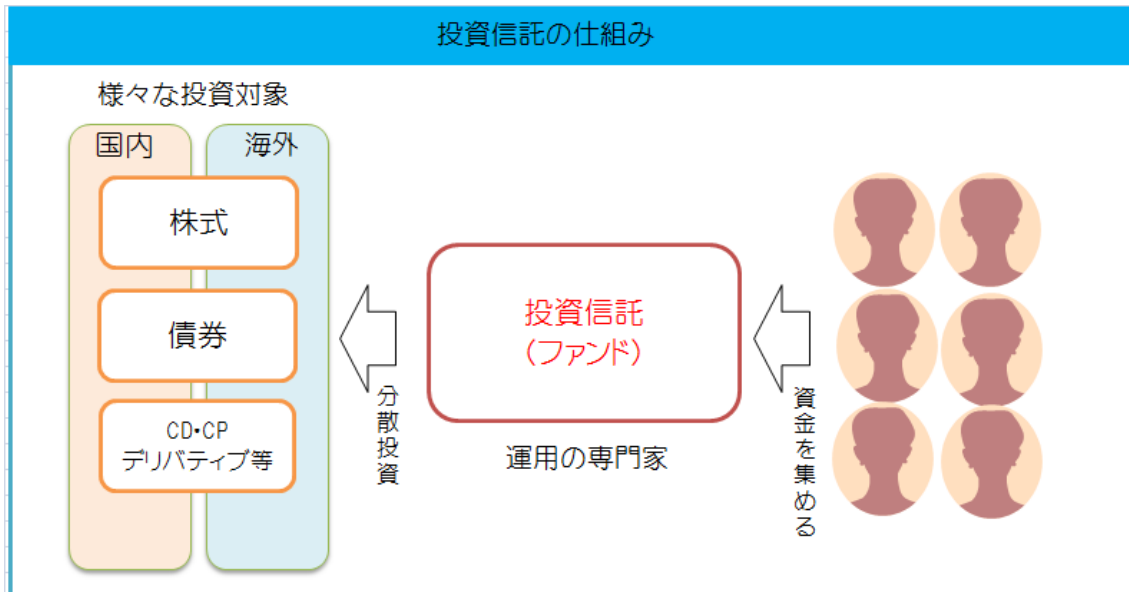 投資信託の仕組み
様々な投資対象
国内
海外
株式
債券
CD・CP
デリバティブ等
分散投資
投資信託
（ファンド）
運用の専門家
資金を集める